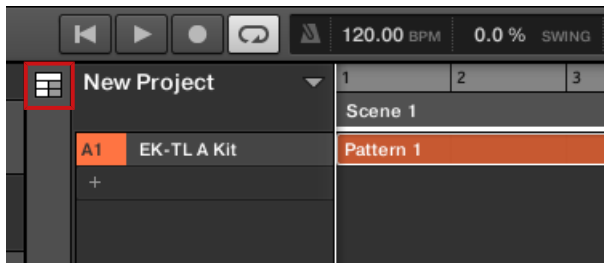 120.00 BPM 0.0 % SWING
New Project 1 2 3
Scene 1
A1 EK-TL A Kit Pattern 1
+